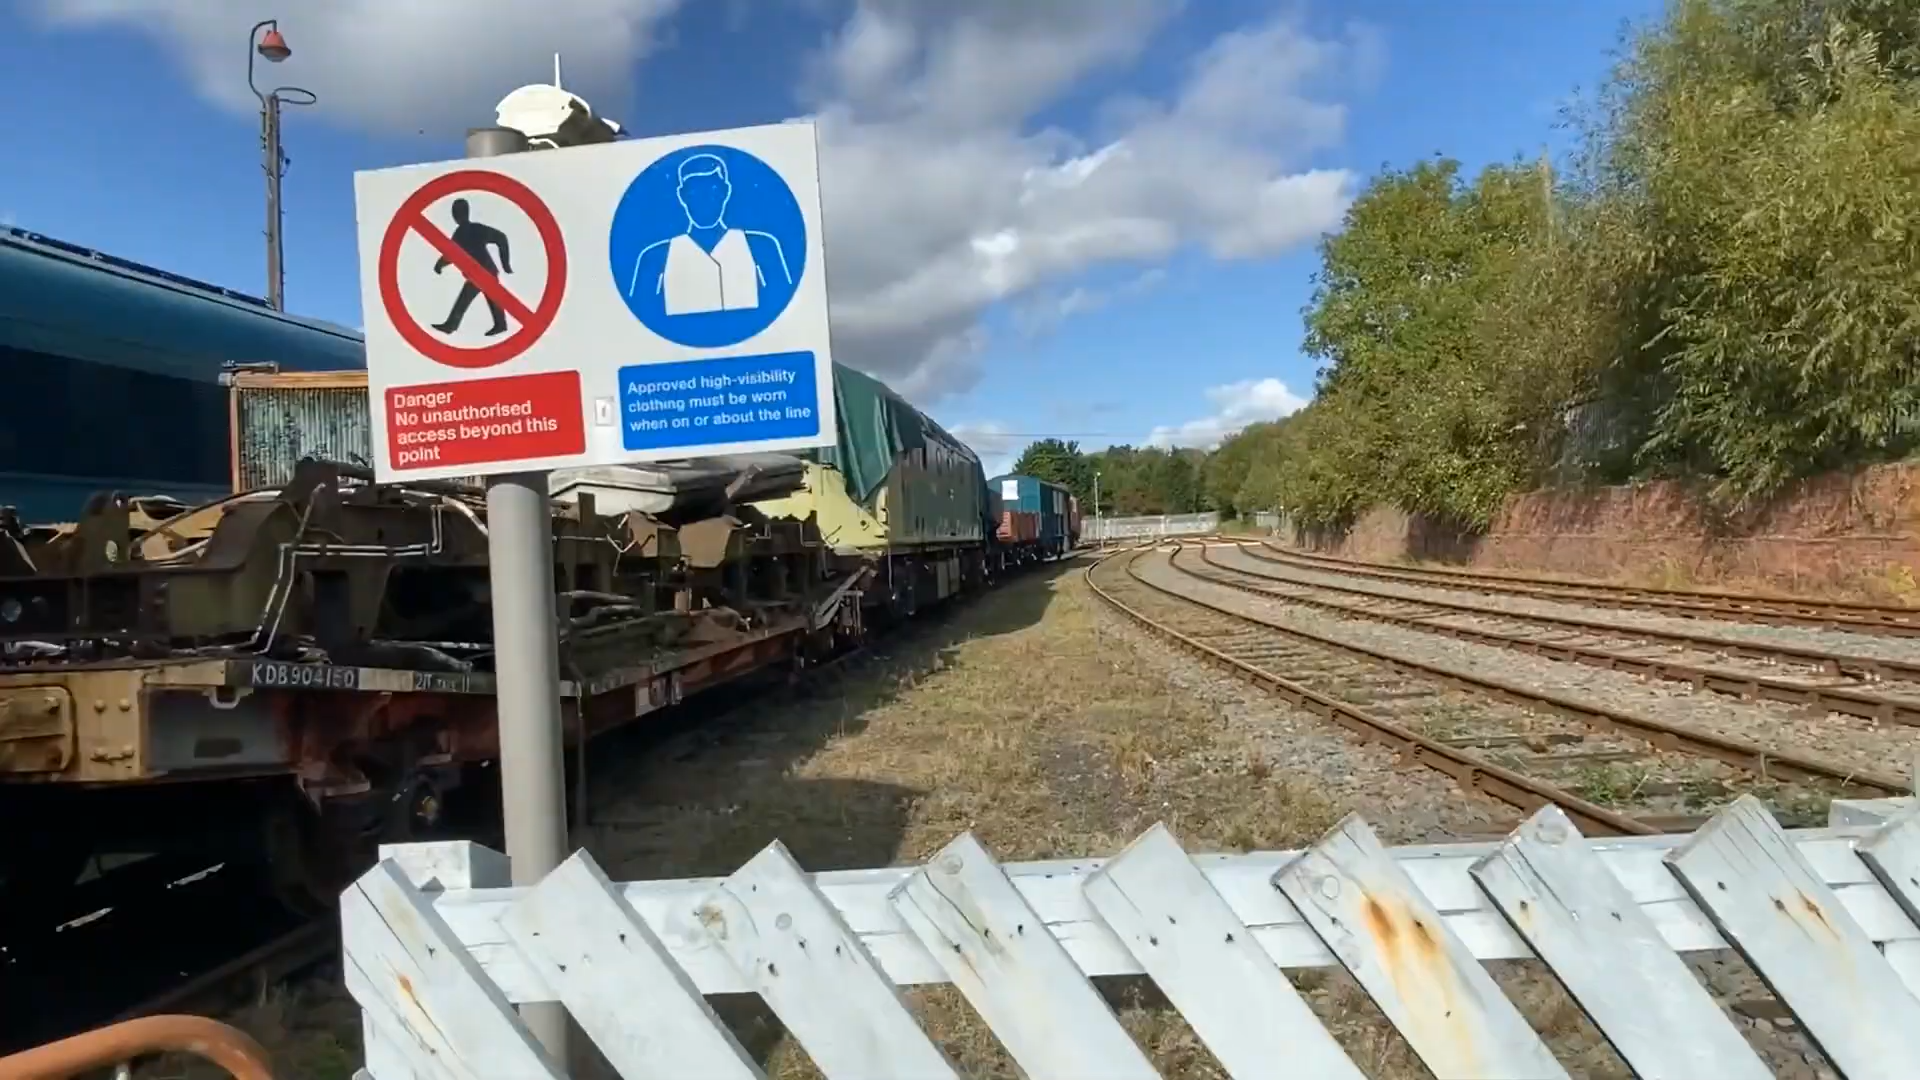 Danger
No unauthorised
access beyond this
point
Approved high-visibility
clothing must be worn
when on or about the line
KDB904150